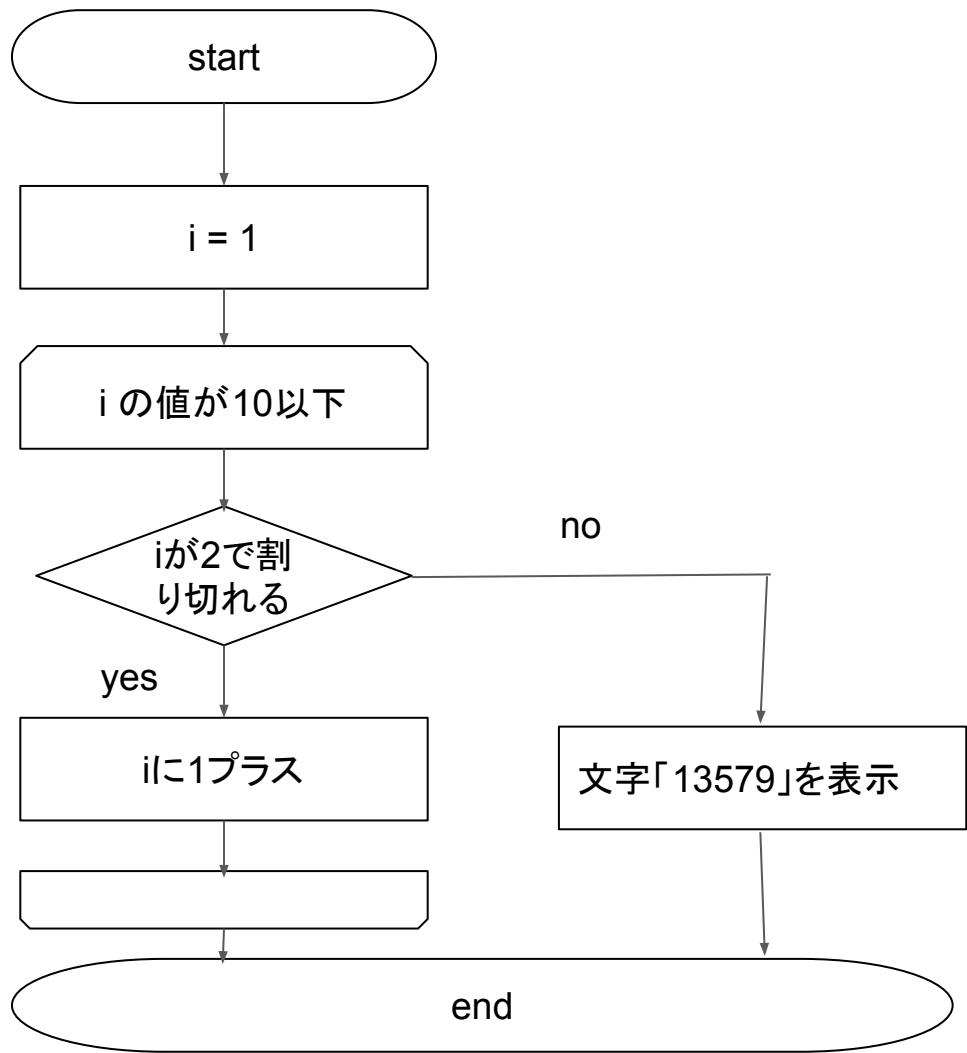 start
i = 1
i の値が10以下
no
iが2で割
り切れる
yes
iに1プラス
文字「13579」を表示
end